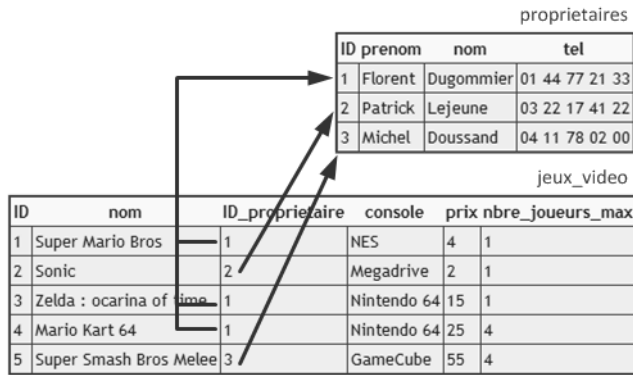 proprietaires
ID prenom nom tel
1 Florent Dugommier 01 44 77 21 33
2 Patrick Lejeune 03 22 17 41 22
3 Michel Doussand 04 11 78 02 00
jeux_video
ID nom ID_proprietaire console prix nbre_joueurs_max
1 Super Mario Bros 1 NES 4 1
2 Sonic 2 Megadrive 2 1
3 Zelda : ocarina of time 1 Nintendo 64 15 1
4 Mario Kart 64 1 Nintendo 64 25 4
5 Super Smash Bros Melee 3 GameCube 55 4